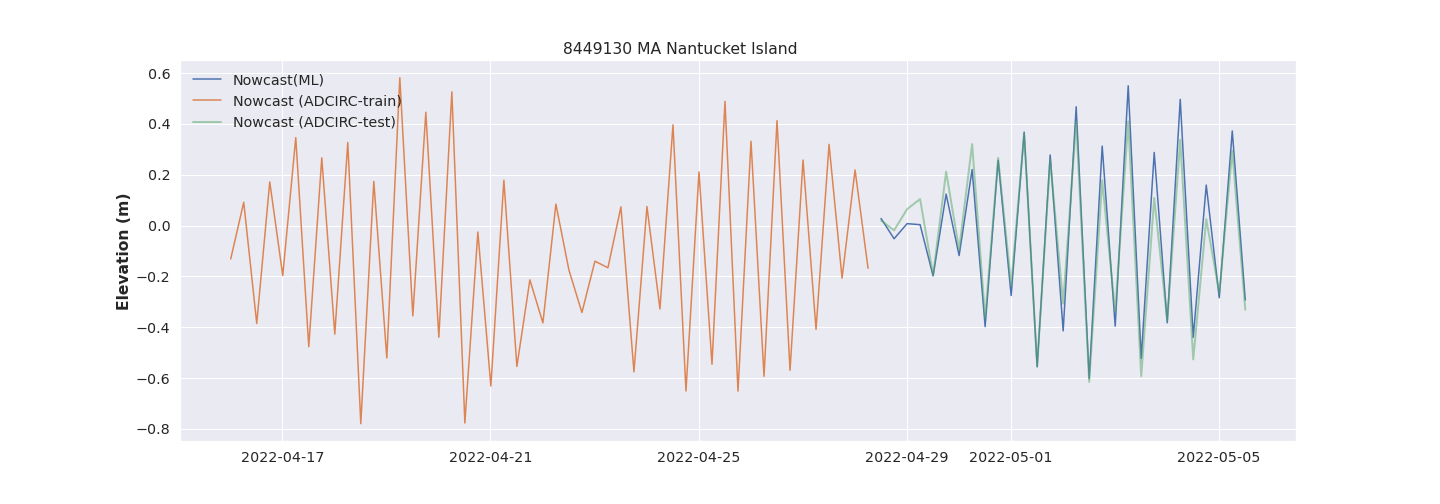 8449130 MA Nantucket Island
Nowcast(ML)
Nowcast (ADCIRC-train)
Nowcast (ADCIRC-test)
Elevation (m)
0.6
0.4
0.2
0.0
−0.2
−0.4
−0.6
−0.8
2022-04-17
2022-04-21
2022-04-25
2022-04-29
2022-05-01
2022-05-05